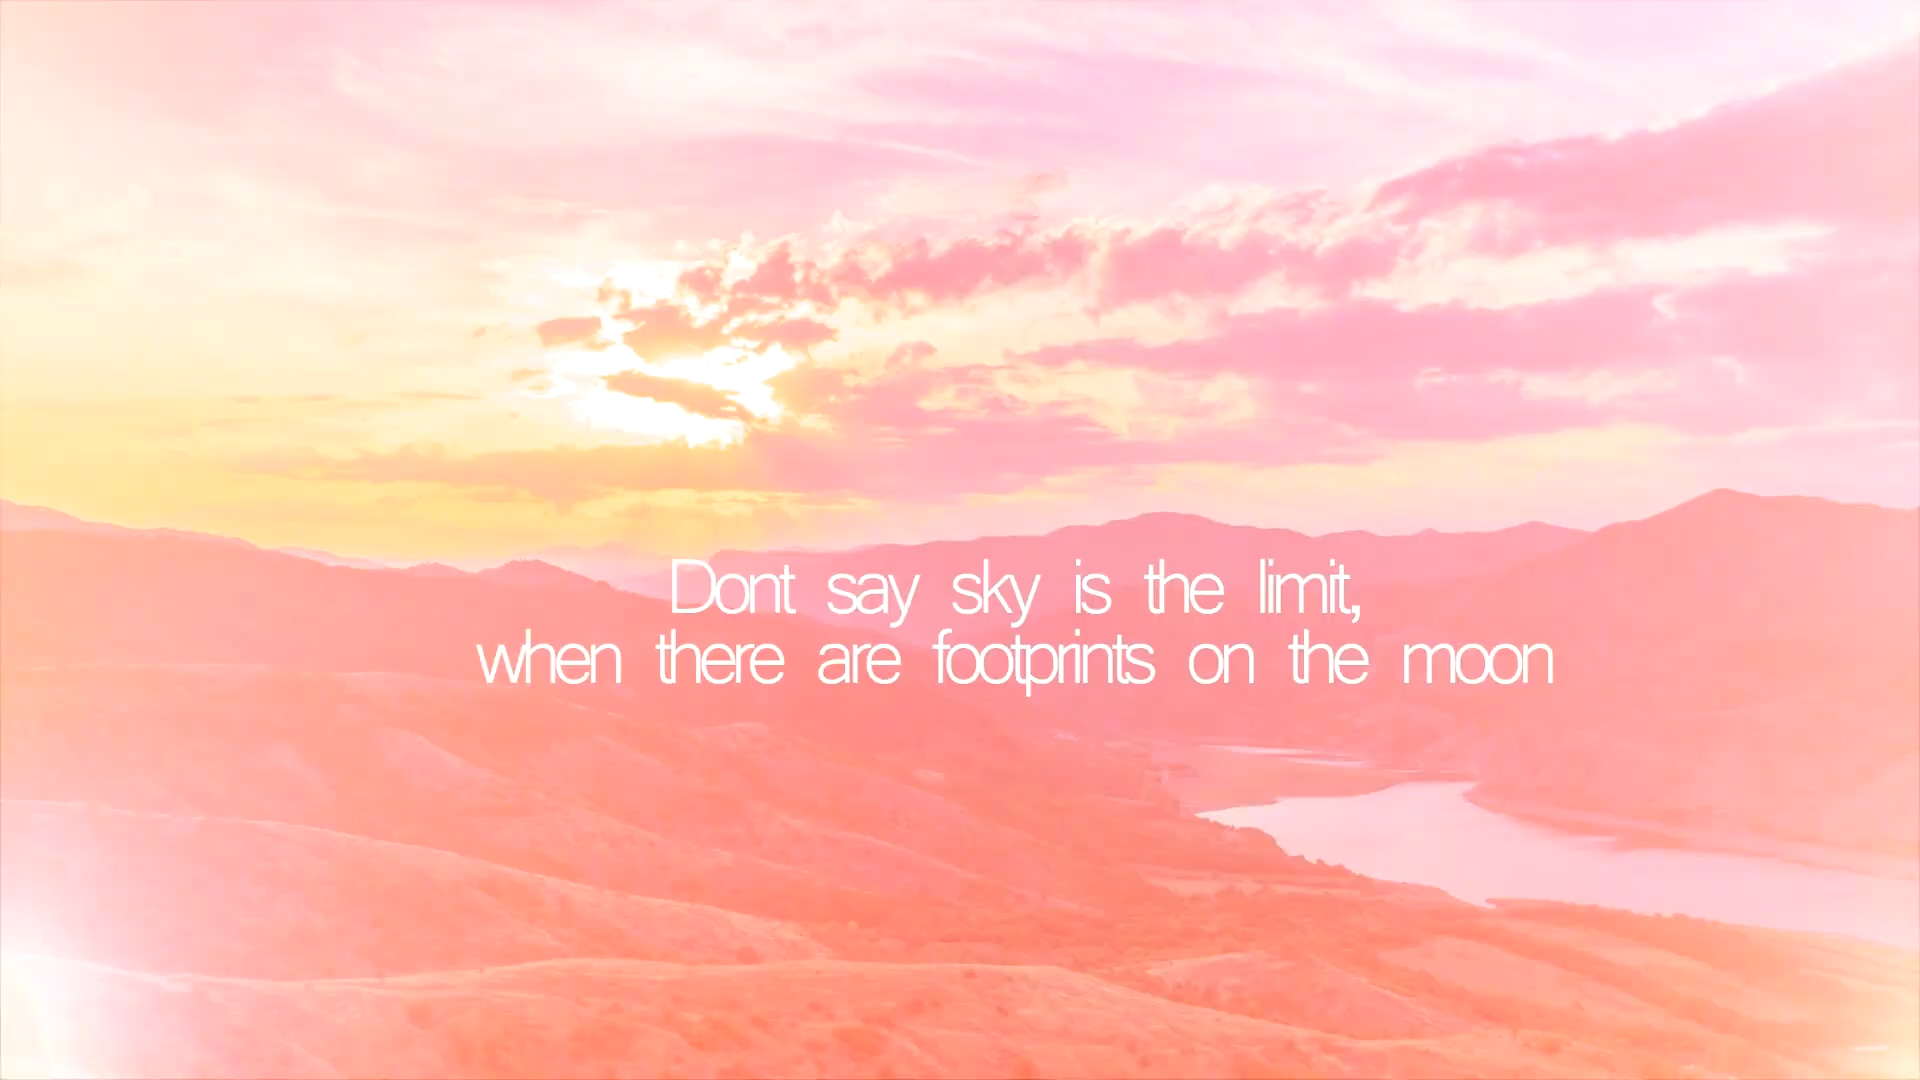 Dont say sky is the limit,
when there are footprints on the moon